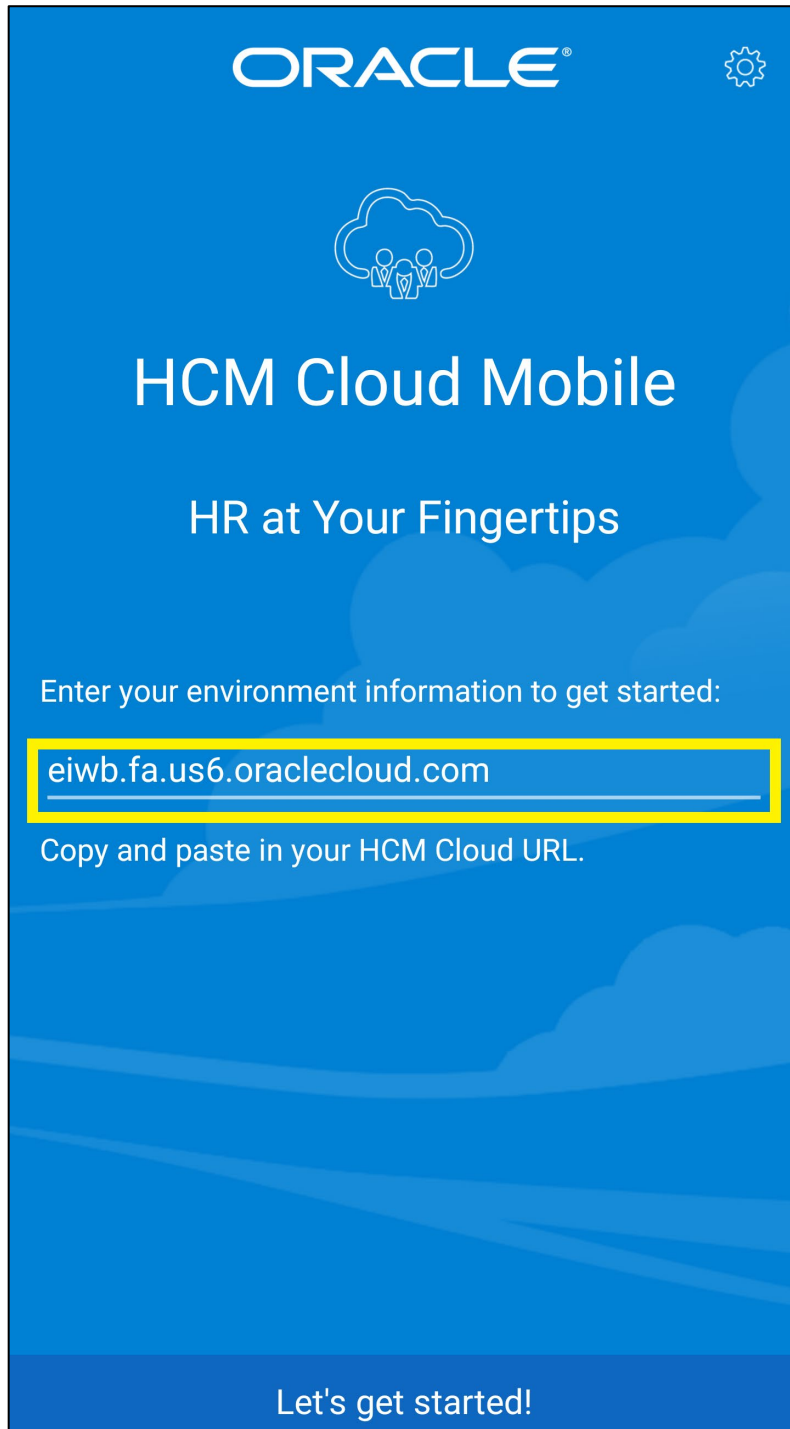 ORACLE®
HCM Cloud Mobile
HR at Your Fingertips
Enter your environment information to get started:
eiwb.fa.us6.oraclecloud.com
Copy and paste in your HCM Cloud URL.
Let's get started!